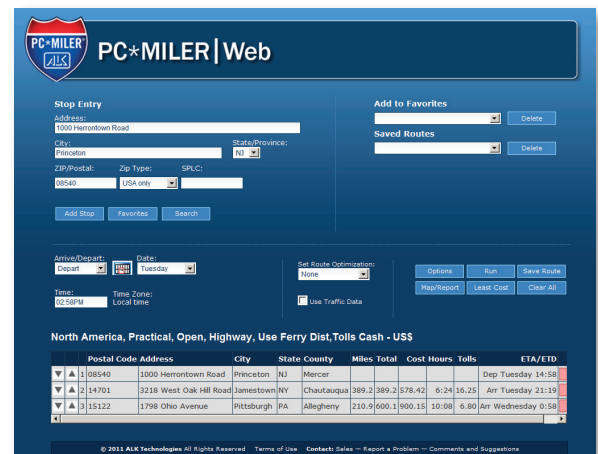 PC*MILER
ALK
PC*MILER|Web
Stop Entry
Address:
1000 Herrontown Road
City:
State/Province:
Princeton
NJ
ZIP/Postal:
Zip Type:
SPLC:
08540
USA only
Add Stop
Favorites
Search
Add to Favorites
Delete
Saved Routes
Delete
Arrive/Depart:
Date:
Depart
Tuesday
Time:
Time Zone:
02:58PM
Local time
Set Route Optimization:
None
Use Traffic Data
Options
Run
Save Route
Map/Report
Least Cost
Clear All
North America, Practical, Open, Highway, Use Ferry Dist,Tolls Cash - US$
Postal Code Address City State County Miles Total Cost Hours Tolls ETA/ETD
1 08540 1000 Herrontown Road Princeton NJ Mercer Dep Tuesday 14:58
2 14701 3218 West Oak Hill Road Jamestown NY Chautauqua 389.2 389.2 578.42 6:24 16.25 Arr Tuesday 21:19
3 15122 1798 Ohio Avenue Pittsburgh PA Allegheny 210.9 600.1 900.15 10:08 6.80 Arr Wednesday 0:58
© 2011 ALK Technologies All Rights Reserved Terms of Use Contact: Sales — Report a Problem — Comments and Suggestions